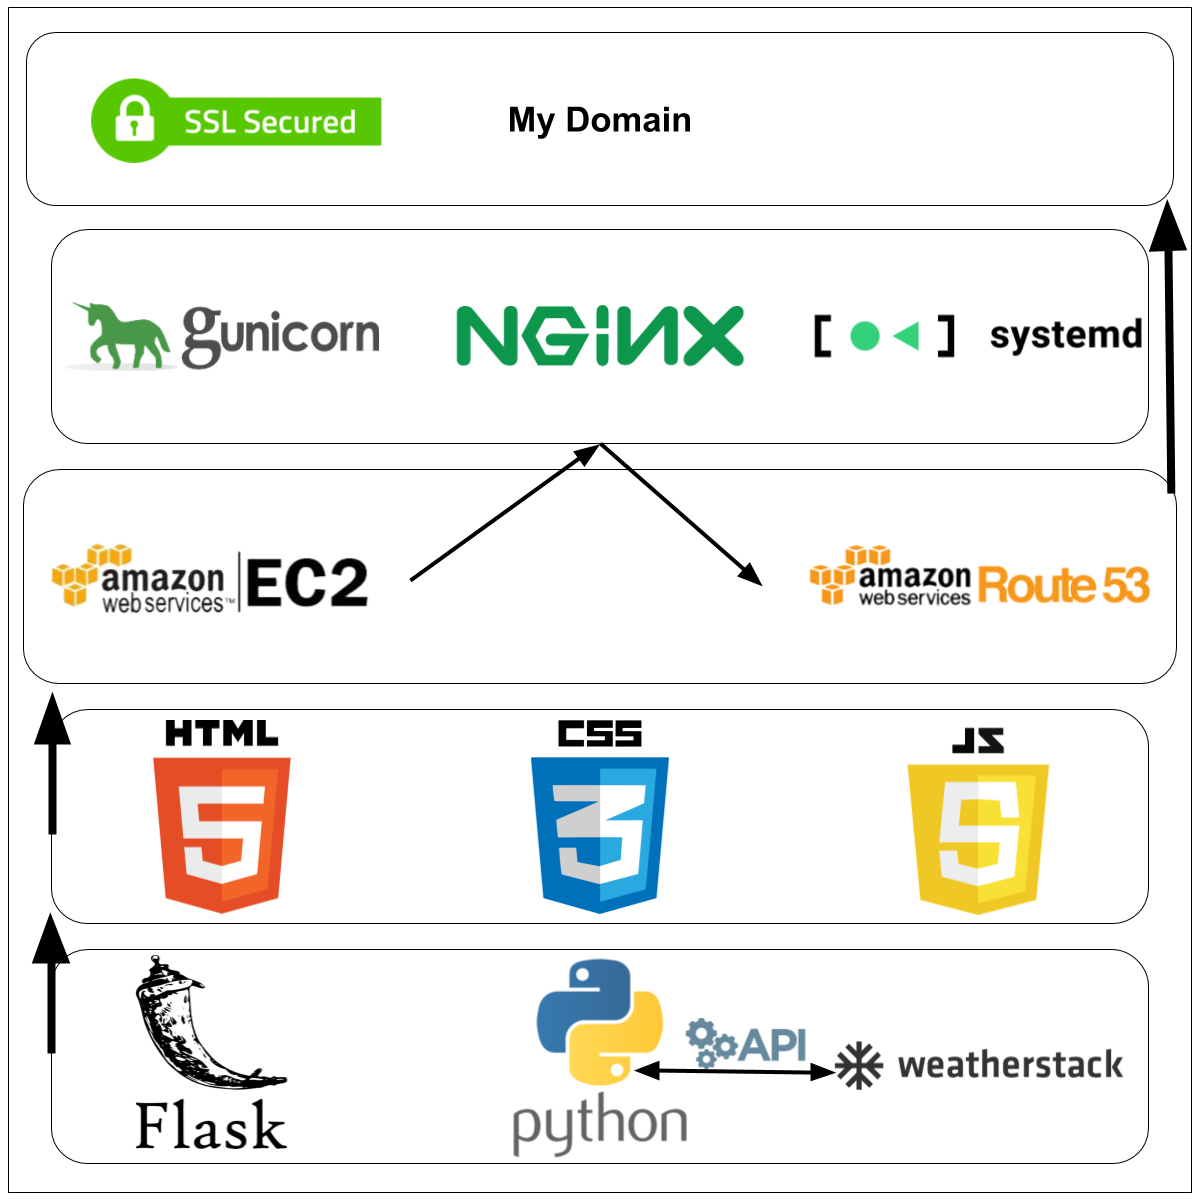 SSL Secured
My Domain
gunicorn
NGiNX
[ ] systemd
amazon
web services™
EC2
amazon
web services
Route 53
HTML
5
CSS
3
JS
5
Flask
python
API
weatherstack